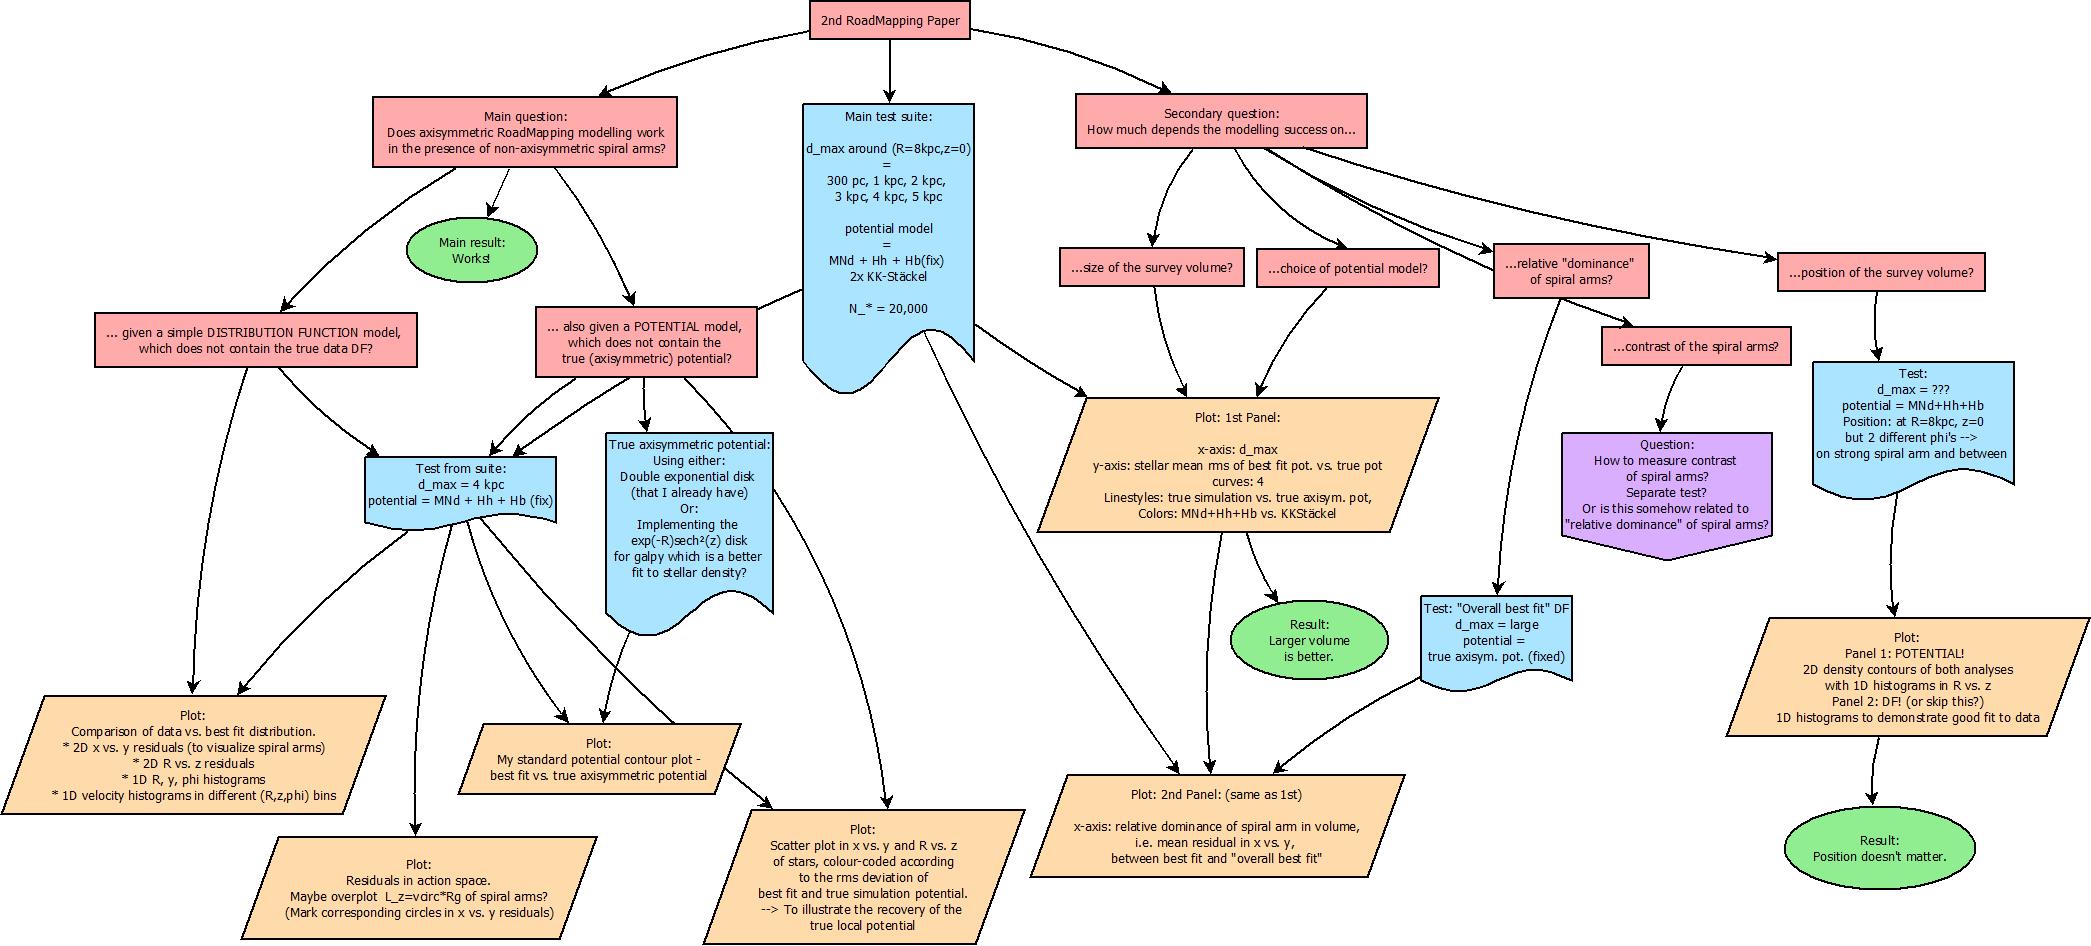 2nd RoadMapping Paper
Main question:
Does axisymmetric RoadMapping modelling work
in the presence of non-axisymmetric spiral arms?
Main test suite:
d_max around (R=8kpc,z=0)
=
300 pc, 1 kpc, 2 kpc,
3 kpc, 4 kpc, 5 kpc
potential model
=
MNd + Hh + Hb(fix)
2x KK-Stäckel
N_* = 20,000
Secondary question:
How much depends the modelling success on...
Main result:
Works!
...size of the survey volume?
...choice of potential model?
...relative "dominance"
of spiral arms?
...position of the survey volume?
... given a simple DISTRIBUTION FUNCTION model,
which does not contain the true data DF?
... also given a POTENTIAL model,
which does not contain the
true (axisymmetric) potential?
...contrast of the spiral arms?
Test:
d_max = ???
potential = MNd+Hh+Hb
Position: at R=8kpc, z=0
but 2 different phi's -->
on strong spiral arm and between
Plot: 1st Panel:
x-axis: d_max
y-axis: stellar mean rms of best fit pot. vs. true pot
curves: 4
Linestyles: true simulation vs. true axisym. pot,
Colors: MNd+Hh+Hb vs. KKStäckel
Test from suite:
d_max = 4 kpc
potential = MNd + Hh + Hb (fix)
True axisymmetric potential:
Using either:
Double exponential disk
(that I already have)
Or:
Implementing the
exp(-R)sech²(z) disk
for galpy which is a better
fit to stellar density?
Question:
How to measure contrast
of spiral arms?
Separate test?
Or is this somehow related to
"relative dominance" of spiral arms?
Result:
Larger volume
is better.
Test: "Overall best fit" DF
d_max = large
potential =
true axisym. pot. (fixed)
Plot:
Panel 1: POTENTIAL!
2D density contours of both analyses
with 1D histograms in R vs. z
Panel 2: DF! (or skip this?)
1D histograms to demonstrate good fit to data
Plot:
Comparison of data vs. best fit distribution.
* 2D x vs. y residuals (to visualize spiral arms)
* 2D R vs. z residuals
* 1D R, y, phi histograms
* 1D velocity histograms in different (R,z,phi) bins
Plot:
My standard potential contour plot -
best fit vs. true axisymmetric potential
Plot: 2nd Panel: (same as 1st)
x-axis: relative dominance of spiral arm in volume,
i.e. mean residual in x vs. y,
between best fit and "overall best fit"
Plot:
Residuals in action space.
Maybe overplot L_z=vcirc*Rg of spiral arms?
(Mark corresponding circles in x vs. y residuals)
Plot:
Scatter plot in x vs. y and R vs. z
of stars, colour-coded according
to the rms deviation of
best fit and true simulation potential.
--> To illustrate the recovery of the
true local potential
Result:
Position doesn't matter.